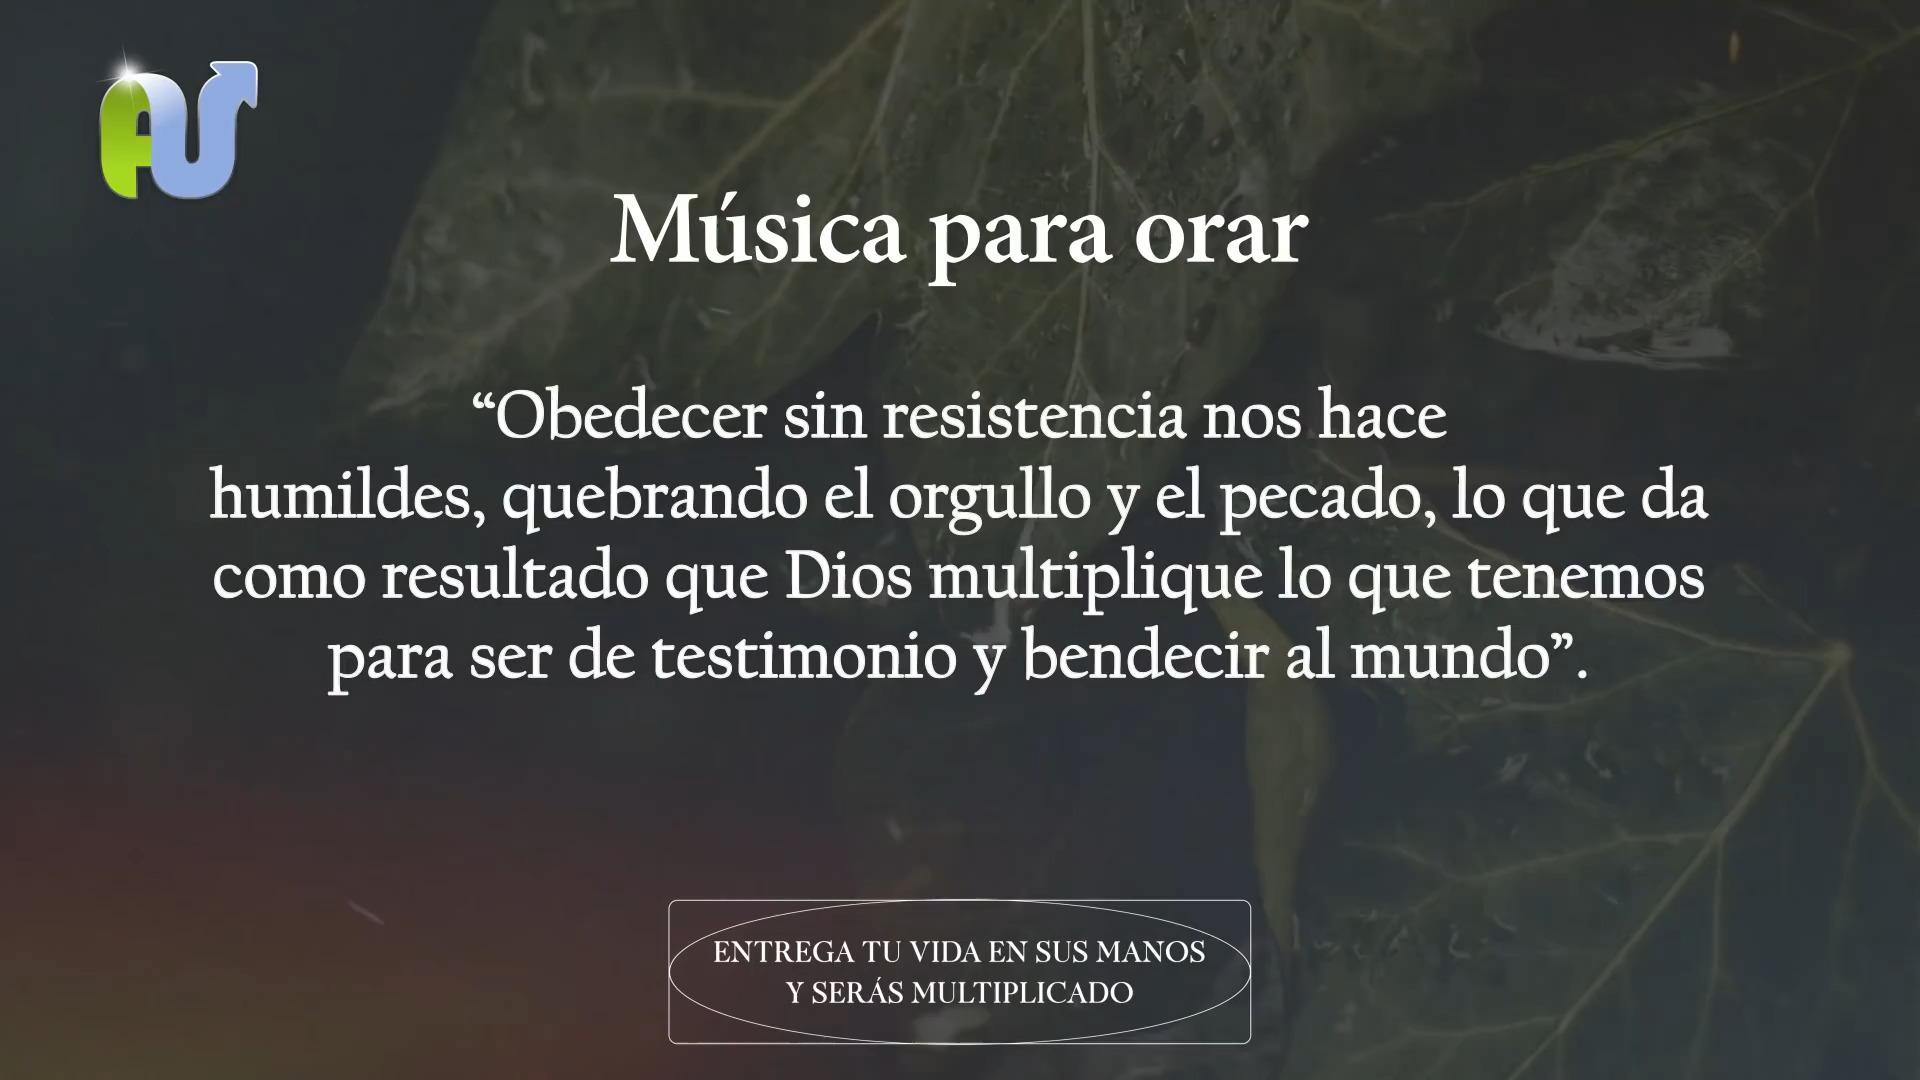 AU
Música para orar
“Obedecer sin resistencia nos hace
humildes, quebrando el orgullo y el pecado, lo que da
como resultado que Dios multiplique lo que tenemos
para ser de testimonio y bendecir al mundo”.
ENTREGA TU VIDA EN SUS MANOS
Y SERÁS MULTIPLICADO